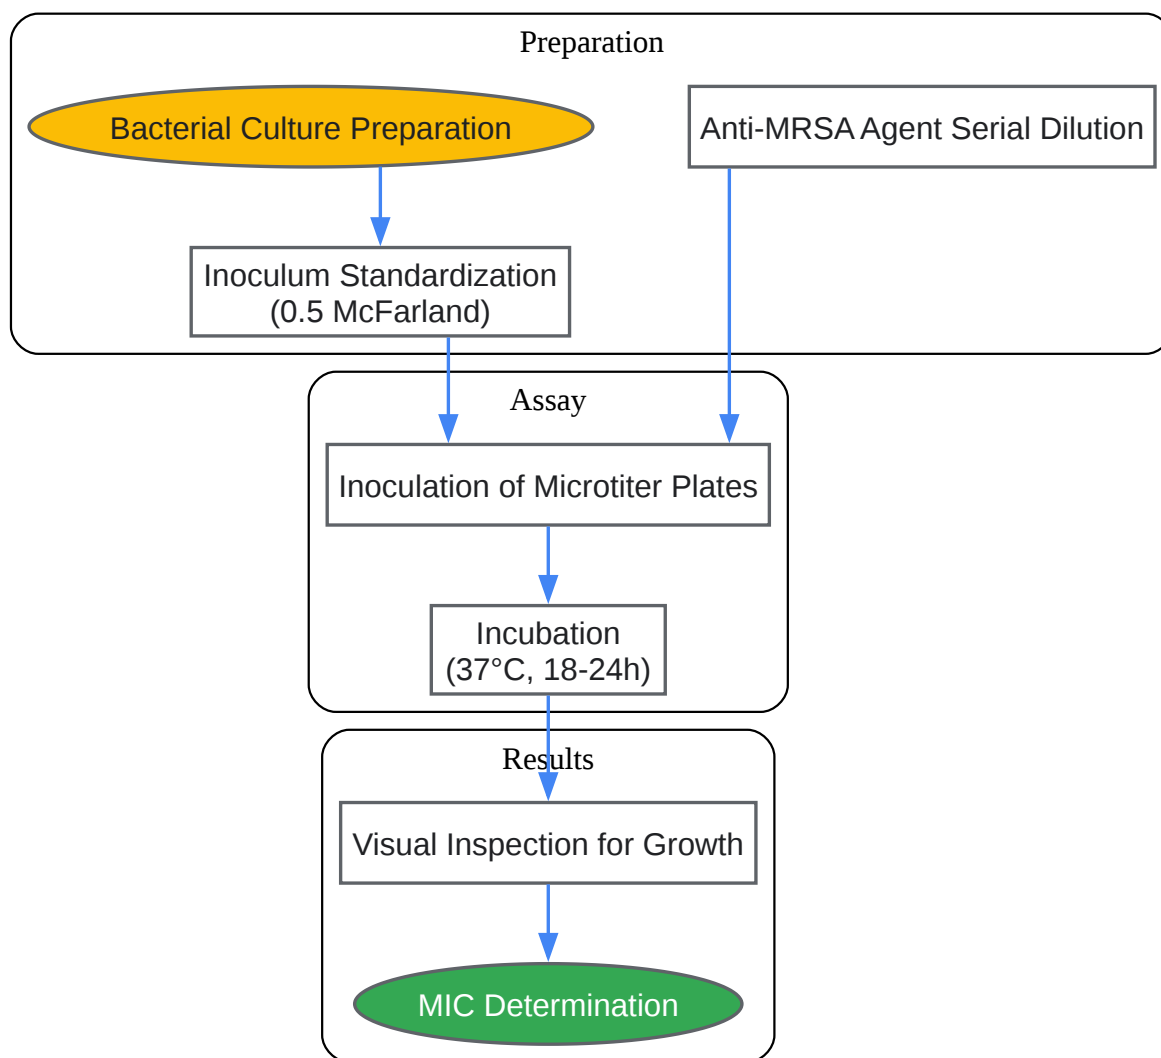 Preparation
Bacterial Culture Preparation
Anti-MRSA Agent Serial Dilution
Inoculum Standardization
(0.5 McFarland)
Assay
Inoculation of Microtiter Plates
Incubation
(37°C, 18-24h)
Results
Visual Inspection for Growth
MIC Determination